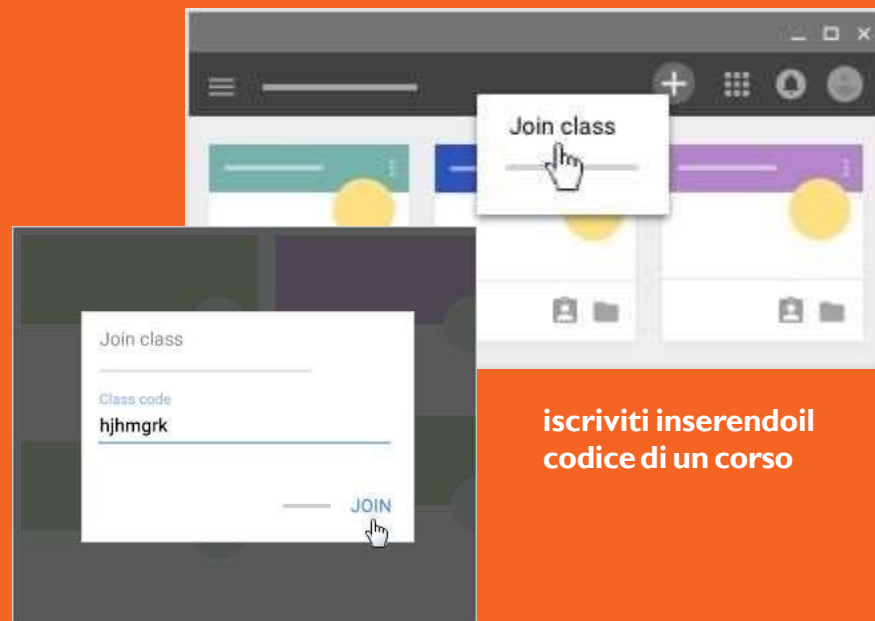 Join class
Join class
Class code
hjhmgrk
JOIN
iscriviti inserendoil
codice di un corso